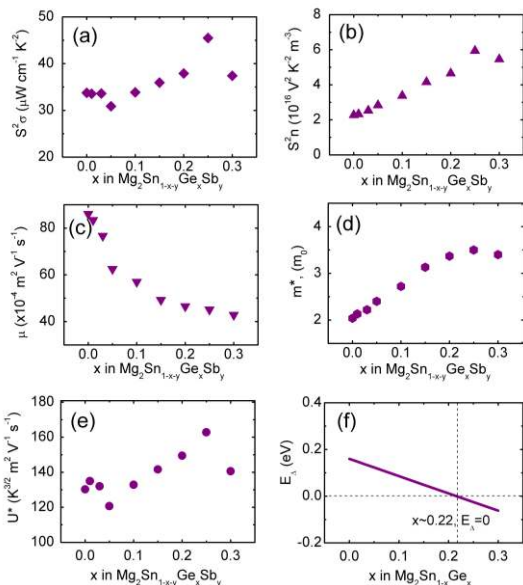 (a)
S²σ (μW cm⁻¹ K⁻²)
50
40
30
20
0.0 0.1 0.2 0.3
x in Mg₂Sn₁₋ₓ₋ᵧGeₓSbᵧ
(b)
S²n (10¹⁶ V² K⁻² m⁻³)
8
6
4
2
0
0.0 0.1 0.2 0.3
x in Mg₂Sn₁₋ₓ₋ᵧGeₓSbᵧ
(c)
μ (x10⁻⁴ m² V⁻¹ s⁻¹)
80
60
40
0.0 0.1 0.2 0.3
x in Mg₂Sn₁₋ₓ₋ᵧGeₓSbᵧ
(d)
m*, (m₀)
4
3
2
0.0 0.1 0.2 0.3
x in Mg₂Sn₁₋ₓ₋ᵧGeₓSbᵧ
(e)
U* (K³ᐟ² m² V⁻¹ s⁻¹)
180
160
140
120
100
0.0 0.1 0.2 0.3
x in Mg₂Sn₁₋ₓ₋ᵧGeₓSbᵧ
(f)
E_Δ (eV)
0.4
0.2
0.0
-0.2
x~0.22, E_Δ=0
0.0 0.1 0.2 0.3
x in Mg₂Sn₁₋ₓGeₓ